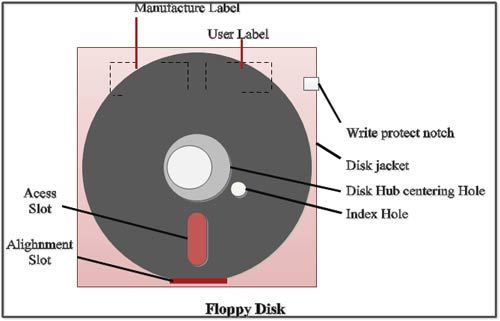 Manufacture Label
User Label
Write protect notch
Disk jacket
Disk Hub centering Hole
Index Hole
Acess
Slot
Alighnment
Slot
Floppy Disk